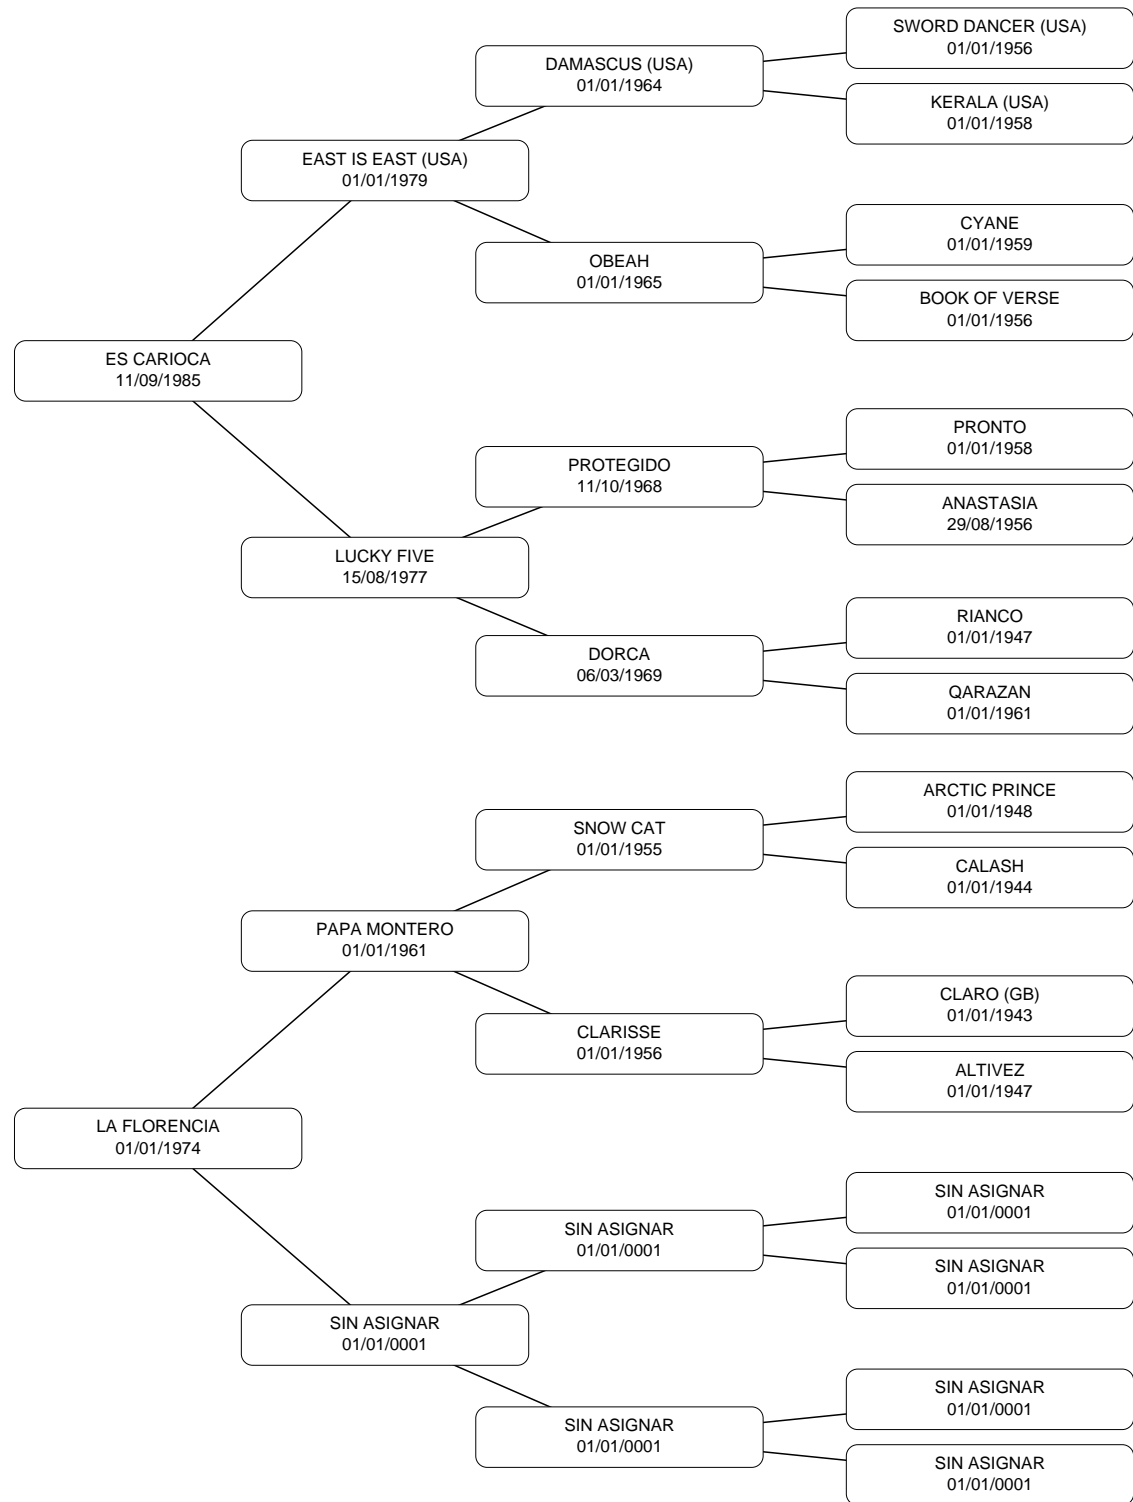 SWORD DANCER (USA)
01/01/1956
DAMASCUS (USA)
01/01/1964
KERALA (USA)
01/01/1958
EAST IS EAST (USA)
01/01/1979
CYANE
01/01/1959
OBEAH
01/01/1965
BOOK OF VERSE
01/01/1956
ES CARIOCA
11/09/1985
PRONTO
01/01/1958
PROTEGIDO
11/10/1968
ANASTASIA
29/08/1956
LUCKY FIVE
15/08/1977
RIANCO
01/01/1947
DORCA
06/03/1969
QARAZAN
01/01/1961
ARCTIC PRINCE
01/01/1948
SNOW CAT
01/01/1955
CALASH
01/01/1944
PAPA MONTERO
01/01/1961
CLARO (GB)
01/01/1943
CLARISSE
01/01/1956
ALTIVEZ
01/01/1947
LA FLORENCIA
01/01/1974
SIN ASIGNAR
01/01/0001
SIN ASIGNAR
01/01/0001
SIN ASIGNAR
01/01/0001
SIN ASIGNAR
01/01/0001
SIN ASIGNAR
01/01/0001
SIN ASIGNAR
01/01/0001
SIN ASIGNAR
01/01/0001